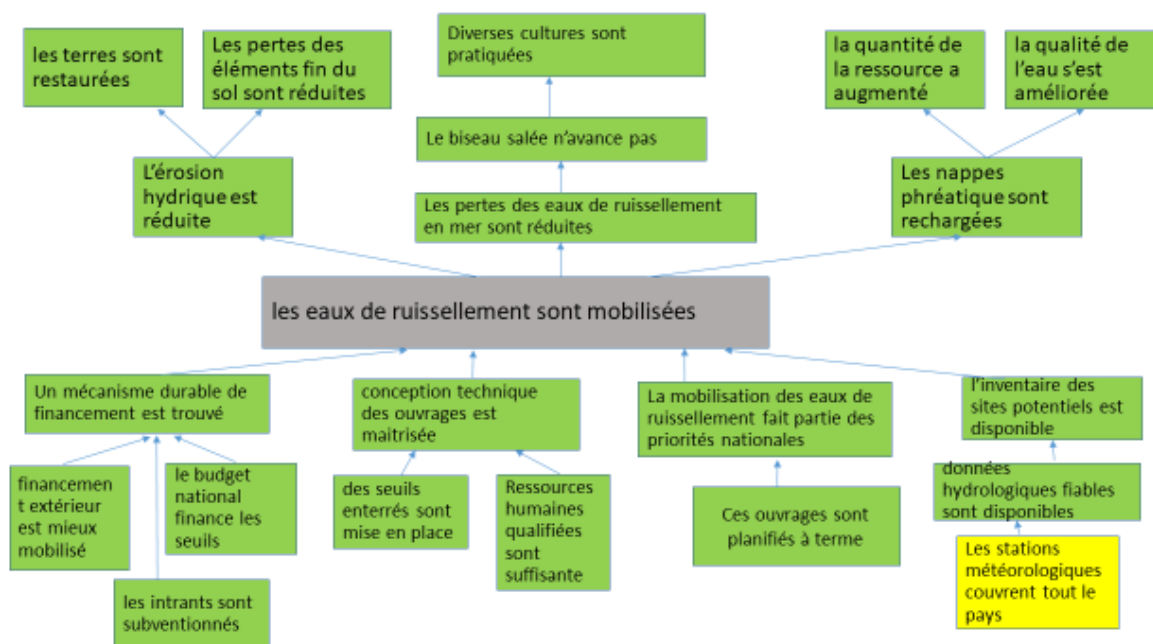 les terres sont
restaurées
Les pertes des
éléments fin du
sol sont réduites
Diverses cultures sont
pratiquées
la quantité de
la ressource a
augmenté
la qualité de
l'eau s'est
améliorée
L'érosion
hydrique est
réduite
Le biseau salée n'avance pas
Les pertes des eaux de ruissellement
en mer sont réduites
Les nappes
phréatique sont
rechargées
les eaux de ruissellement sont mobilisées
Un mécanisme durable de
financement est trouvé
conception technique
des ouvrages est
maitrisée
La mobilisation des eaux de
ruissellement fait partie des
priorités nationales
l'inventaire des
sites potentiels est
disponible
financemen
t extérieur
est mieux
mobilisé
le budget
national
finance les
seuils
des seuils
enterrés sont
mise en place
Ressources
humaines
qualifiées
sont
suffisante
Ces ouvrages sont
planifiés à terme
données
hydrologiques fiables
sont disponibles
les intrants sont
subventionnés
Les stations
météorologiques
couvrent tout le
pays